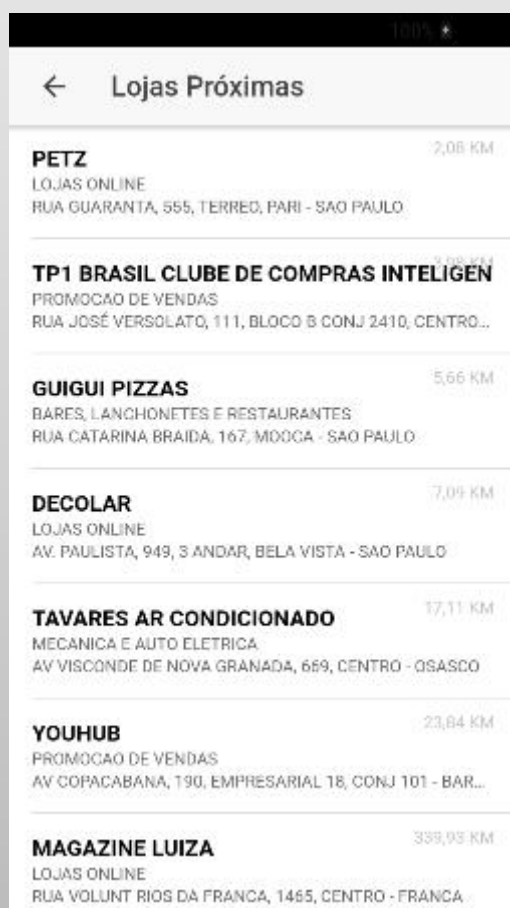 100%
Lojas Próximas
2,08 KM
PETZ
LOJAS ONLINE
RUA GUARANTA, 555, TERREO, PARI - SAO PAULO
3,98 KM
TP1 BRASIL CLUBE DE COMPRAS INTELIGEN
PROMOCAO DE VENDAS
RUA JOSÉ VERSOLATO, 111, BLOCO B CONJ 2410, CENTRO...
5,66 KM
GUIGUI PIZZAS
BARES, LANCHONETES E RESTAURANTES
RUA CATARINA BRAIDA, 167, MOOCA - SAO PAULO
7,09 KM
DECOLAR
LOJAS ONLINE
AV. PAULISTA, 949, 3 ANDAR, BELA VISTA - SAO PAULO
17,11 KM
TAVARES AR CONDICIONADO
MECANICA E AUTO ELETRICA
AV VISCONDE DE NOVA GRANADA, 669, CENTRO - OSASCO
23,84 KM
YOUHUB
PROMOCAO DE VENDAS
AV COPACABANA, 190, EMPRESARIAL 18, CONJ 101 - BAR...
339,93 KM
MAGAZINE LUIZA
LOJAS ONLINE
RUA VOLUNT RIOS DA FRANCA, 1465, CENTRO - FRANCA